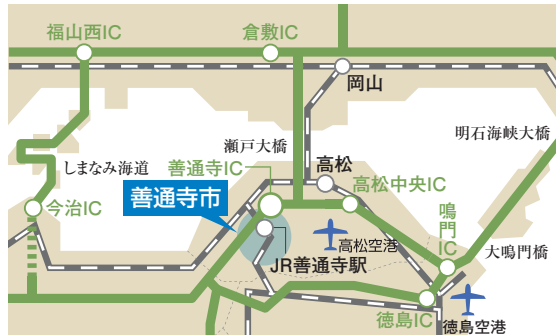 福山西IC
倉敷IC
岡山
明石海峡大橋
瀬戸大橋
しまなみ海道
善通寺IC
高松
高松中央IC
善通寺市
今治IC
鳴門IC
高松空港
大鳴門橋
JR善通寺駅
徳島IC
徳島空港